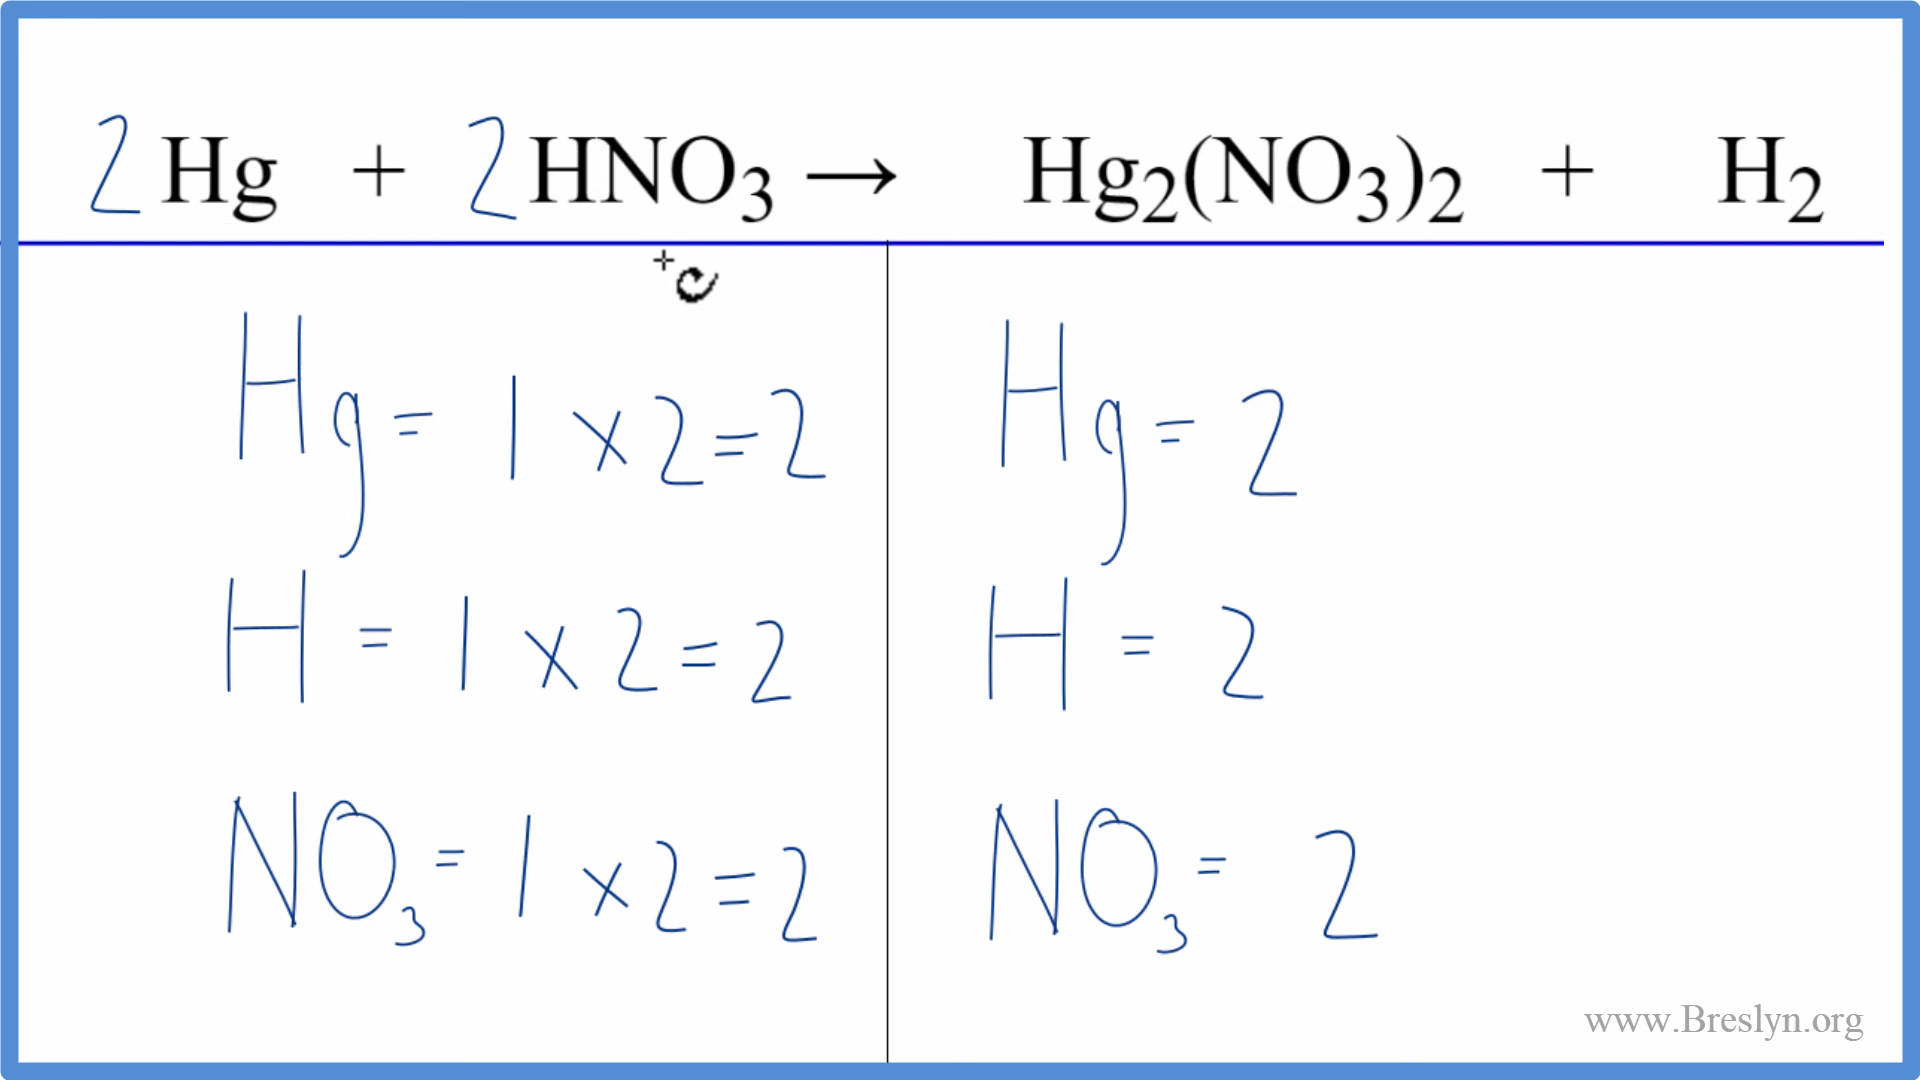 2 Hg + 2 HNO₃ → Hg₂(NO₃)₂ + H₂
Hg = 1 x 2 = 2
H = 1 x 2 = 2
NO₃ = 1 x 2 = 2
Hg = 2
H = 2
NO₃ = 2
www.Breslyn.org